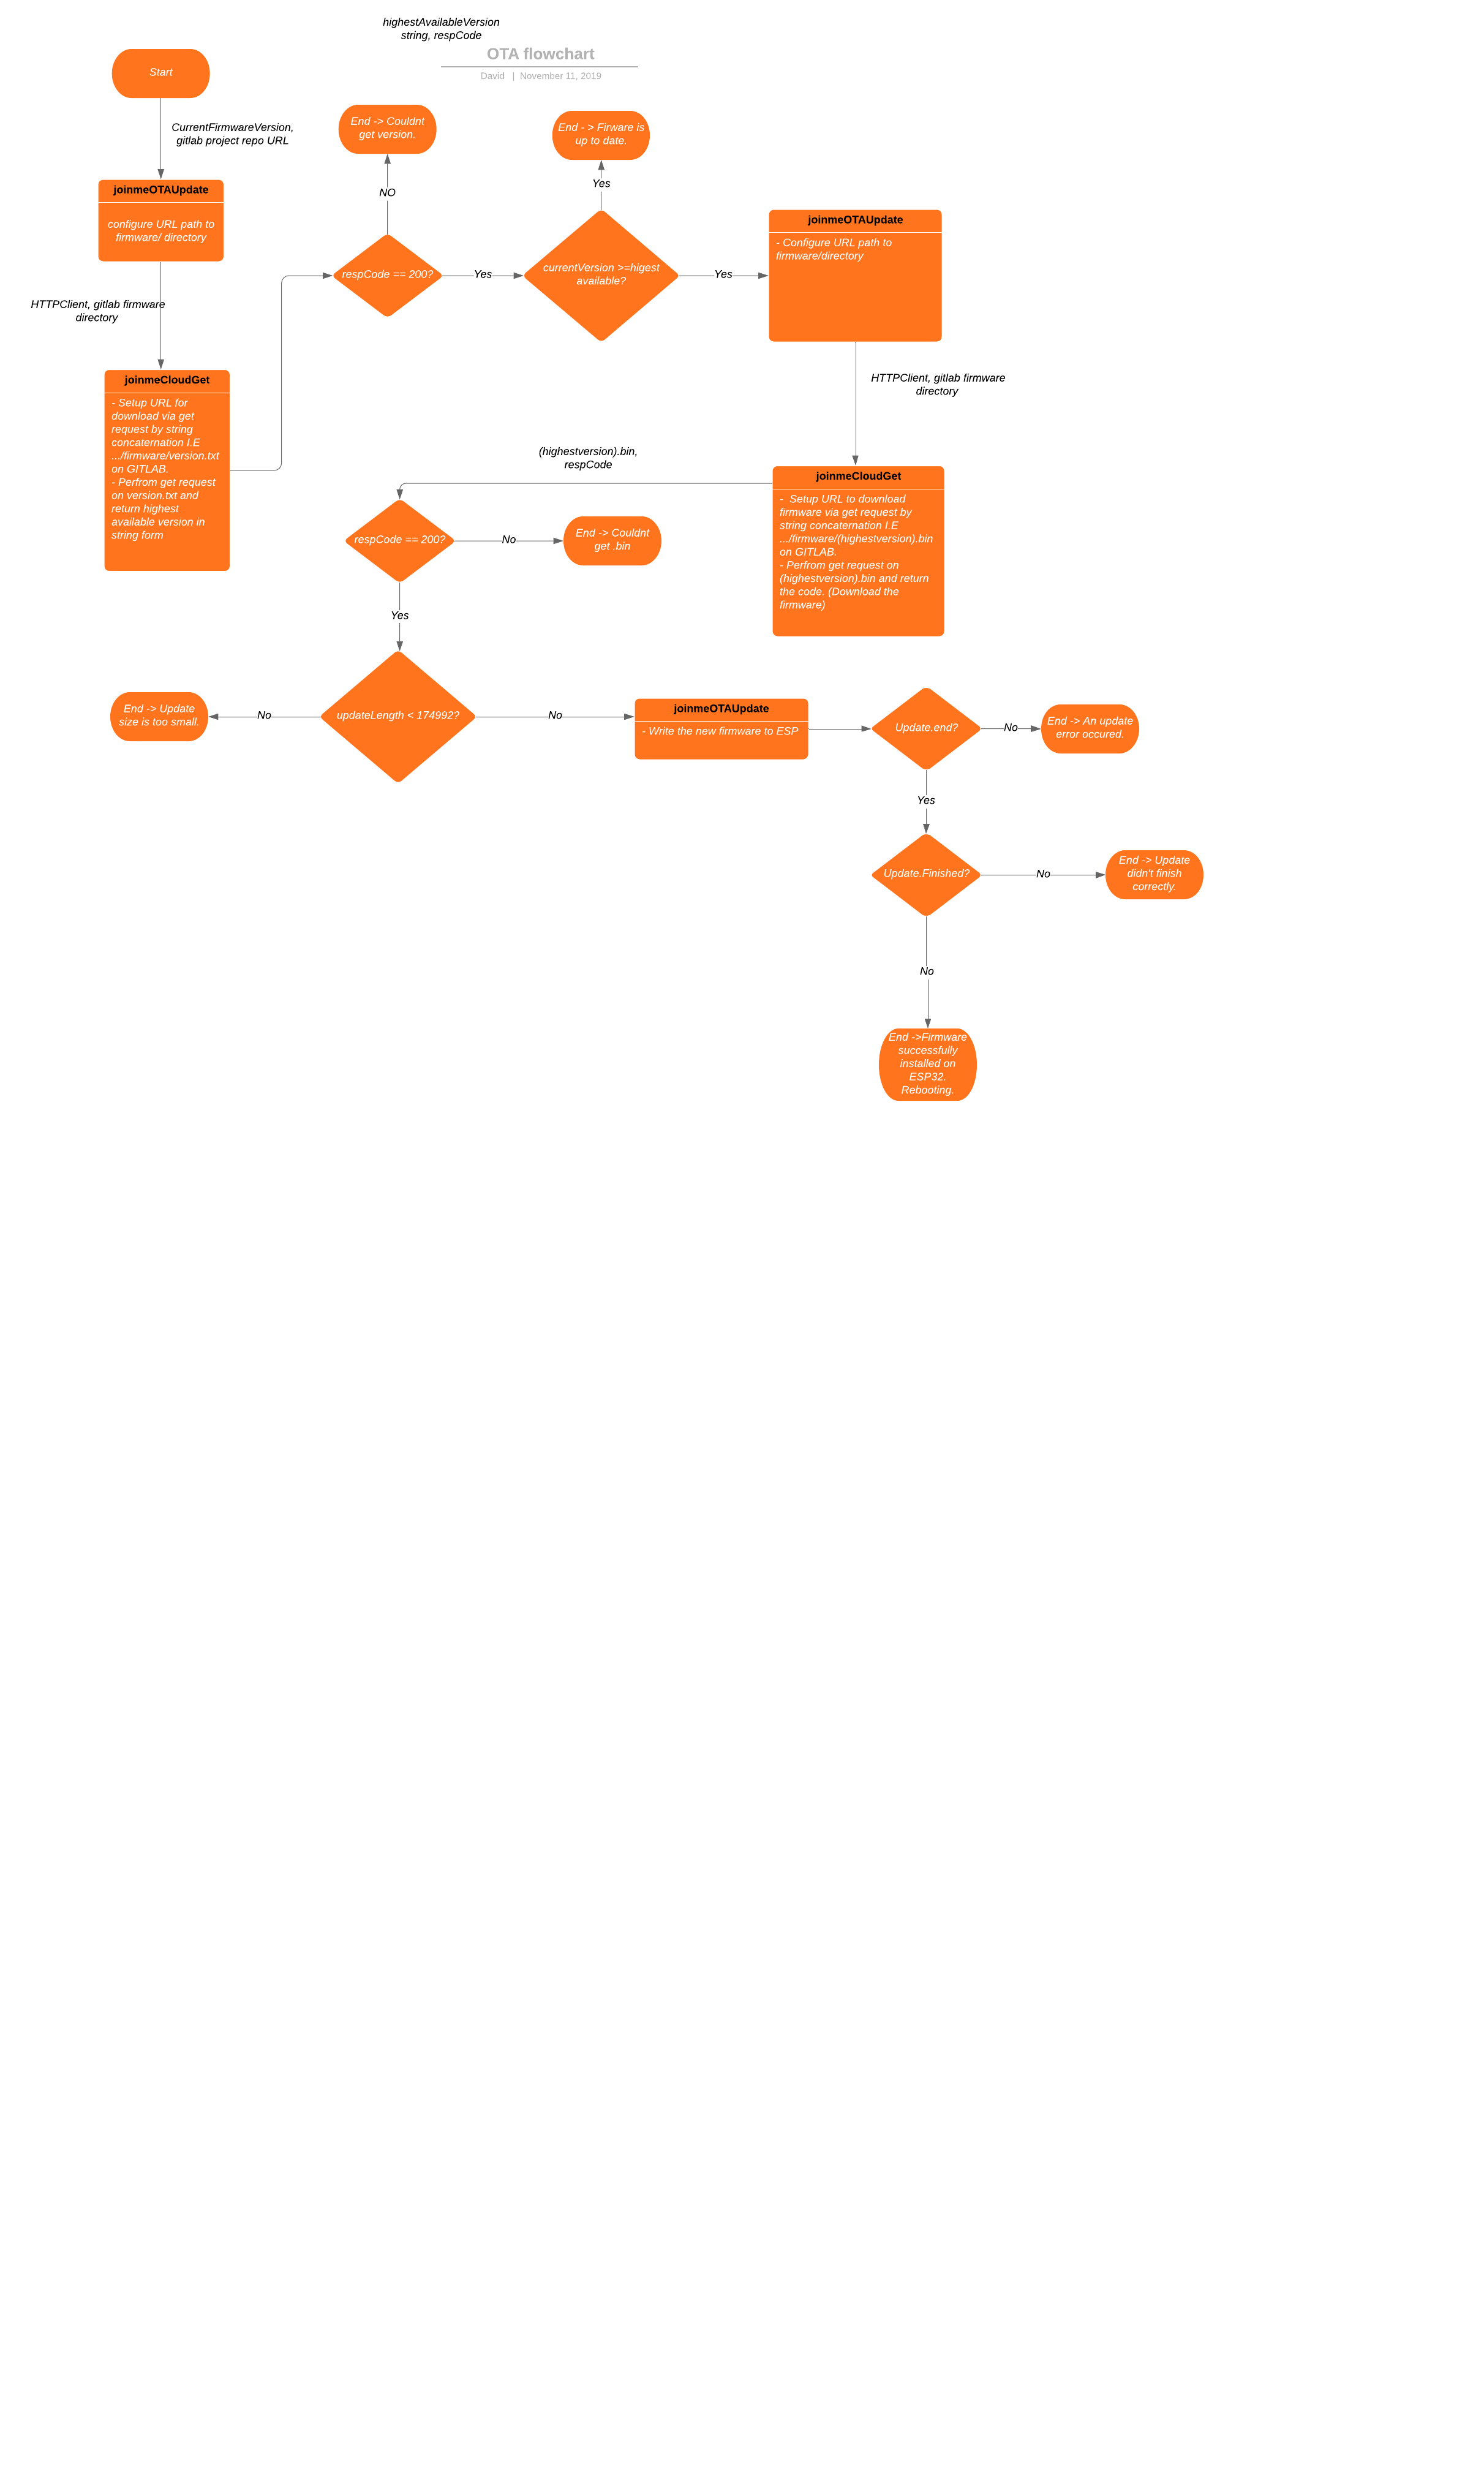 highestAvailableVersion
string, respCode
OTA flowchart
David | November 11, 2019
Start
CurrentFirmwareVersion,
gitlab project repo URL
joinmeOTAUpdate
configure URL path to
firmware/ directory
HTTPClient, gitlab firmware
directory
joinmeCloudGet
- Setup URL for
download via get
request by string
concaternation I.E
.../firmware/version.txt
on GITLAB.
- Perfrom get request
on version.txt and
return highest
available version in
string form
End -> Couldnt
get version.
NO
respCode == 200?
Yes
End - > Firware is
up to date.
Yes
currentVersion >=higest
available?
Yes
joinmeOTAUpdate
- Configure URL path to
firmware/directory
HTTPClient, gitlab firmware
directory
joinmeCloudGet
- Setup URL to download
firmware via get request by
string concaternation I.E
.../firmware/(highestversion).bin
on GITLAB.
- Perfrom get request on
(highestversion).bin and return
the code. (Download the
firmware)
(highestversion).bin,
respCode
respCode == 200?
No
End -> Couldnt
get .bin
Yes
updateLength < 174992?
No
End -> Update
size is too small.
No
joinmeOTAUpdate
- Write the new firmware to ESP
Update.end?
No
End -> An update
error occured.
Yes
Update.Finished?
No
End -> Update
didn't finish
correctly.
No
End ->Firmware
successfully
installed on
ESP32.
Rebooting.